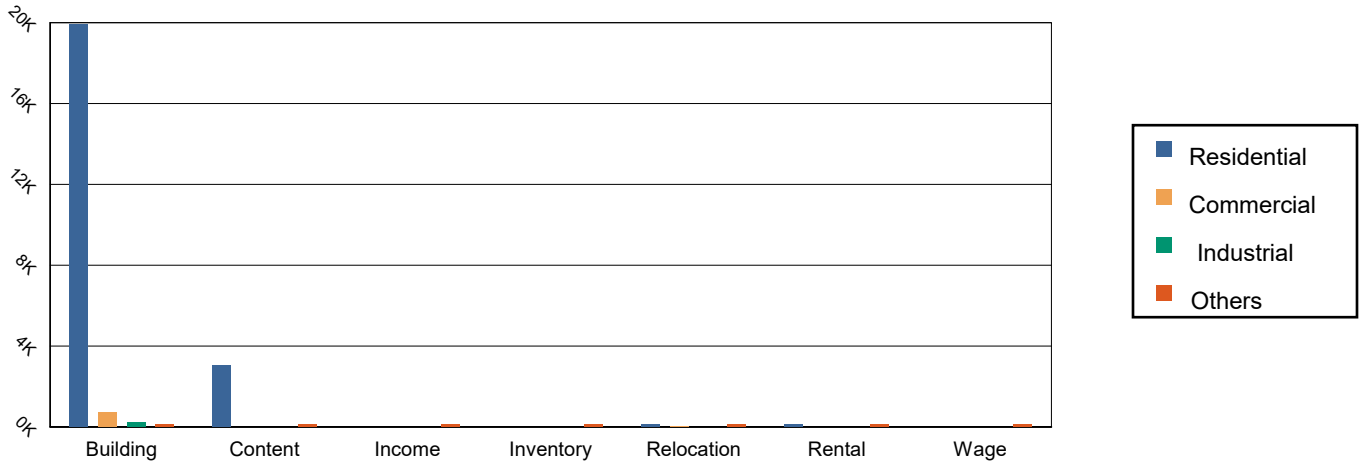 20K
16K
12K
8K
4K
0K
Building Content Income Inventory Relocation Rental Wage
Residential
Commercial
Industrial
Others